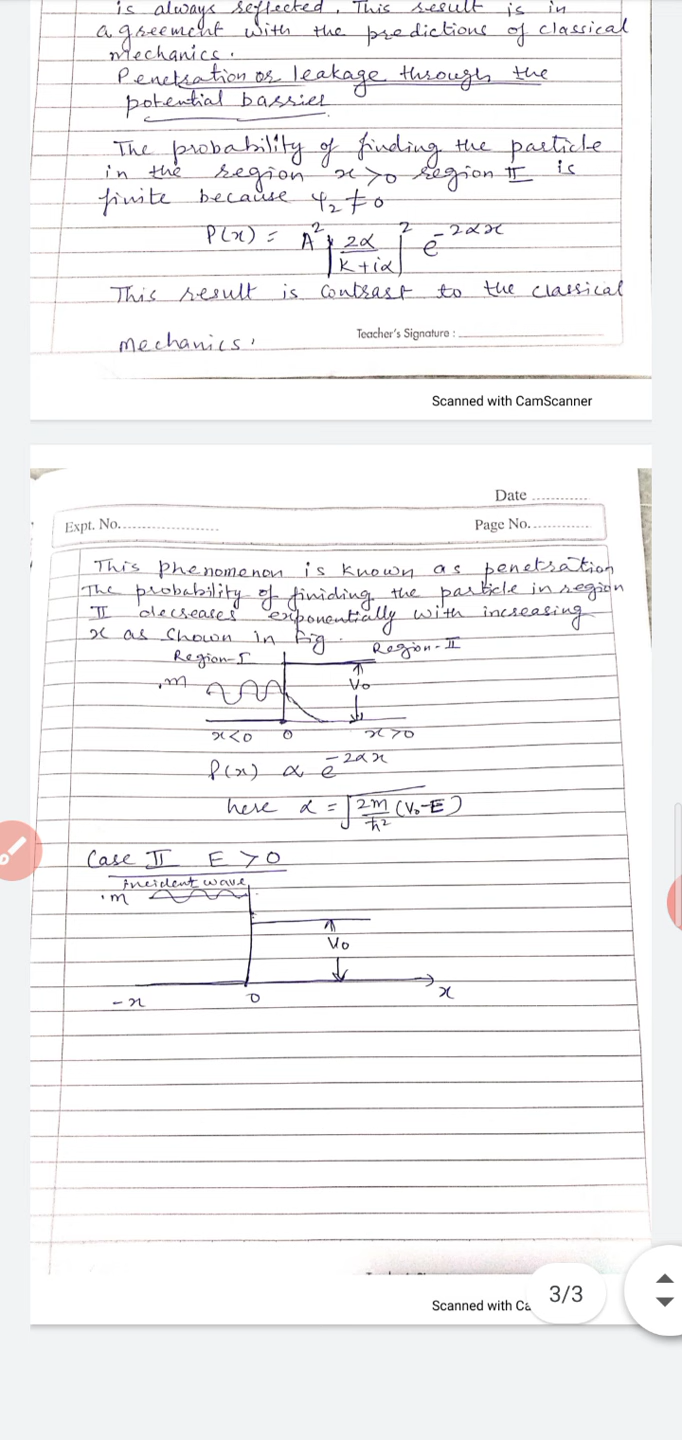 is always reflected. This result is in
agreement with the predictions of classical
mechanics.
Penetration or leakage through the
potential barrier
The probability of finding the particle
in the region x>0 region II is
finite because ψ₂ ≠ 0
P(x) = A² |2α/k+iα|² e^-2αx
This result is contrast to the classical
mechanics.
Teacher's Signature :
Scanned with CamScanner
Date ............
Expt. No.......................
Page No..............
This phenomenon is known as penetration
The probability of finiding the particle in region
II decreases exponentially with increasing
x as shown in fig.
Region-I Region-II
.m V₀
x<0 0 x>0
P(x) α e^-2αx
here α = √2m/ħ² (V₀-E)
Case II E > 0
incident wave
.m
V₀
-x 0 x
Scanned with Ca
3/3